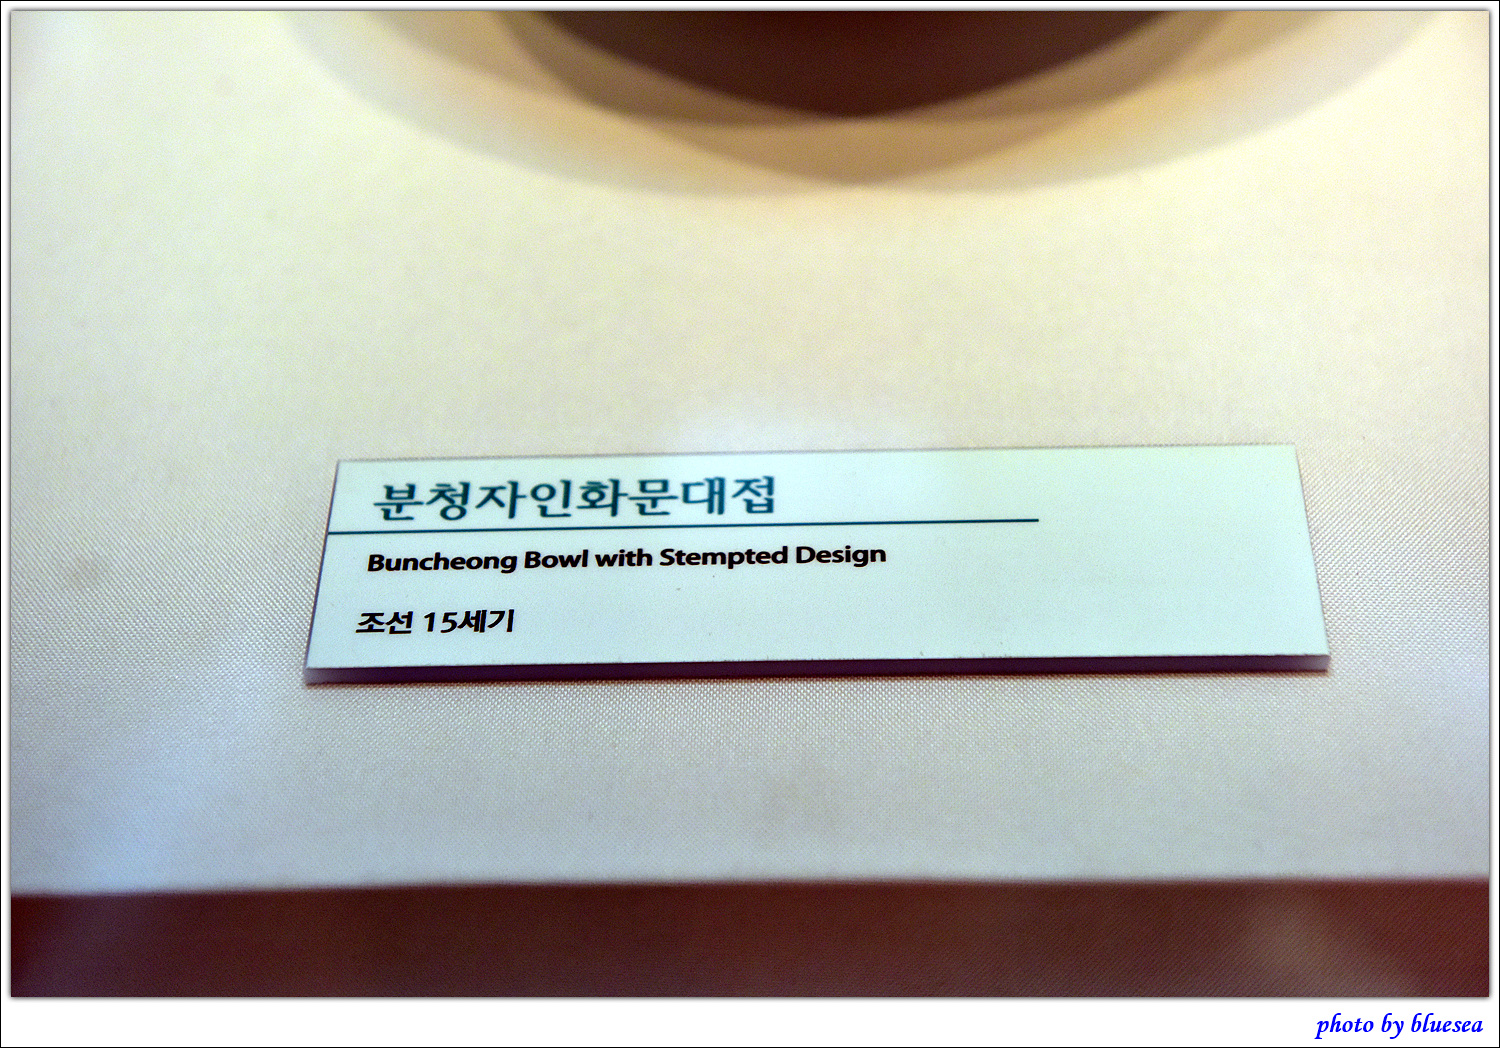 분청자인화문대접
Buncheong Bowl with Stempted Design
조선 15세기
photo by bluesea